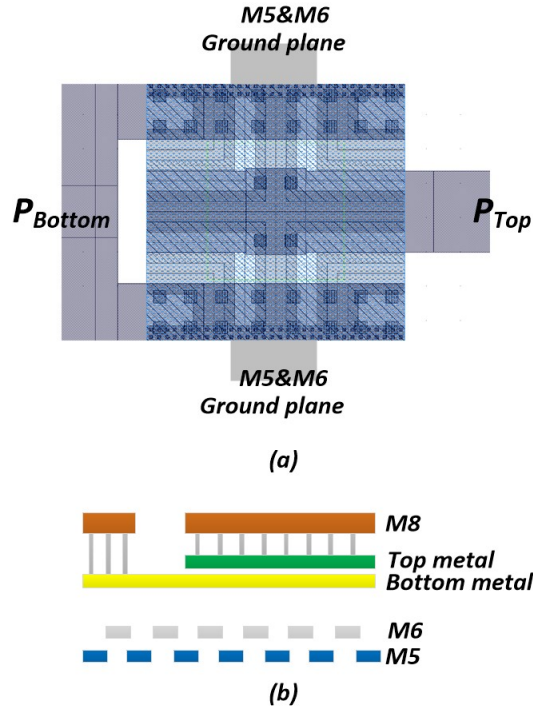 M5&M6
Ground plane
PBottom
PTop
M5&M6
Ground plane
(a)
M8
Top metal
Bottom metal
M6
M5
(b)